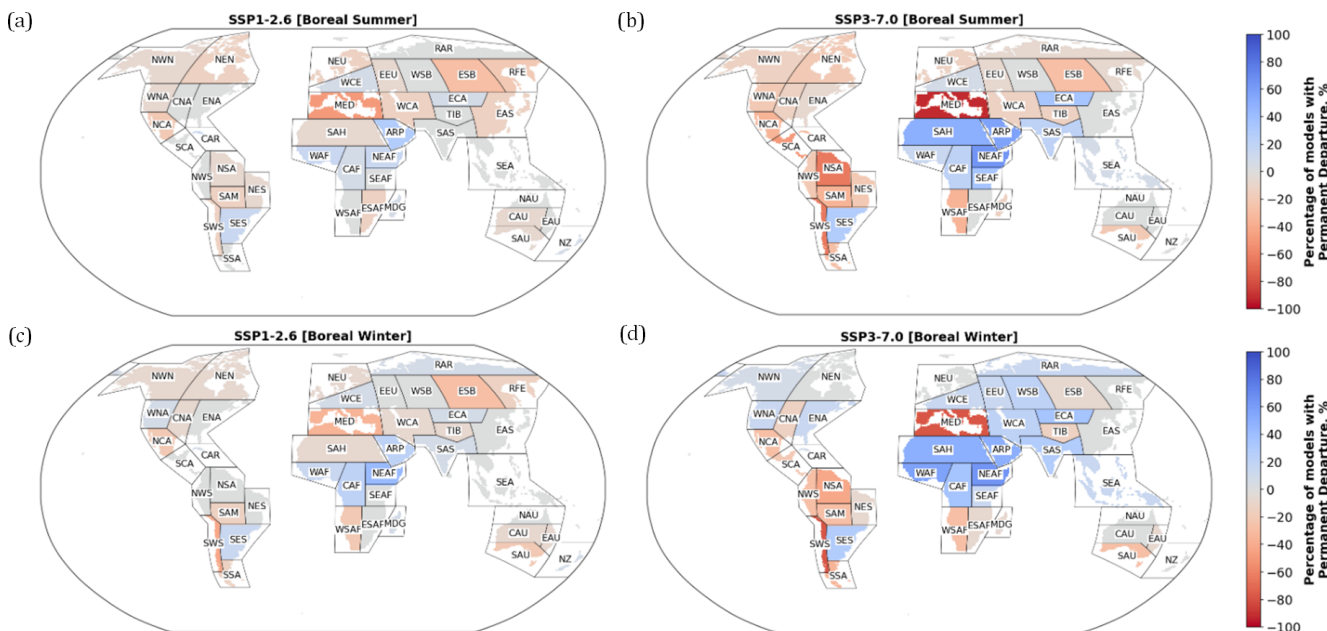 (a)
SSP1-2.6 [Boreal Summer]
RAR
NWN NEN NEU EEU WSB ESB RFE
WCE
WNA CNA ENA MED WCA ECA EAS
TIB
NCA SAH ARP SAS
CAR
SCA WAF NEAF
CAF SEA
NWS NSA SEAF
SAM NES WSAF ESAF MDG NAU
SWS SES CAU EAU
SAU NZ
SSA
(b)
SSP3-7.0 [Boreal Summer]
RAR
NWN NEN NEU EEU WSB ESB RFE
WCE
WNA CNA ENA MED WCA ECA EAS
TIB
NCA SAH ARP SAS
CAR
SCA WAF NEAF
CAF SEA
NWS NSA SEAF
SAM NES WSAF ESAF MDG NAU
SWS SES CAU EAU
SAU NZ
SSA
100
80
60
40
20
0
−20
−40
−60
−80
−100
Percentage of models with
Permanent Departure, %
(c)
SSP1-2.6 [Boreal Winter]
RAR
NWN NEN NEU EEU WSB ESB RFE
WCE
WNA CNA ENA MED WCA ECA EAS
TIB
NCA SAH ARP SAS
CAR
SCA WAF NEAF
CAF SEA
NWS NSA SEAF
SAM NES WSAF ESAF MDG NAU
SWS SES CAU EAU
SAU NZ
SSA
(d)
SSP3-7.0 [Boreal Winter]
RAR
NWN NEN NEU EEU WSB ESB RFE
WCE
WNA CNA ENA MED WCA ECA EAS
TIB
NCA SAH ARP SAS
CAR
SCA WAF NEAF
CAF SEA
NWS NSA SEAF
SAM NES WSAF ESAF MDG NAU
SWS SES CAU EAU
SAU NZ
SSA
100
80
60
40
20
0
−20
−40
−60
−80
−100
Percentage of models with
Permanent Departure, %